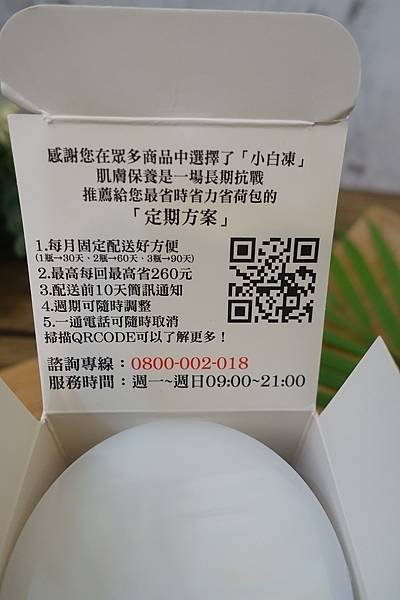 感謝您在眾多商品中選擇了「小白凍」
肌膚保養是一場長期抗戰
推薦給您最省時省力省荷包的
「定期方案」
1.每月固定配送好方便
(1瓶→30天、2瓶→60天、3瓶→90天)
2.最高每回最高省260元
3.配送前10天簡訊通知
4.週期可隨時調整
5.一通電話可隨時取消
掃描QRCODE可以了解更多！
諮詢專線：0800-002-018
服務時間：週一~週日09:00~21:00